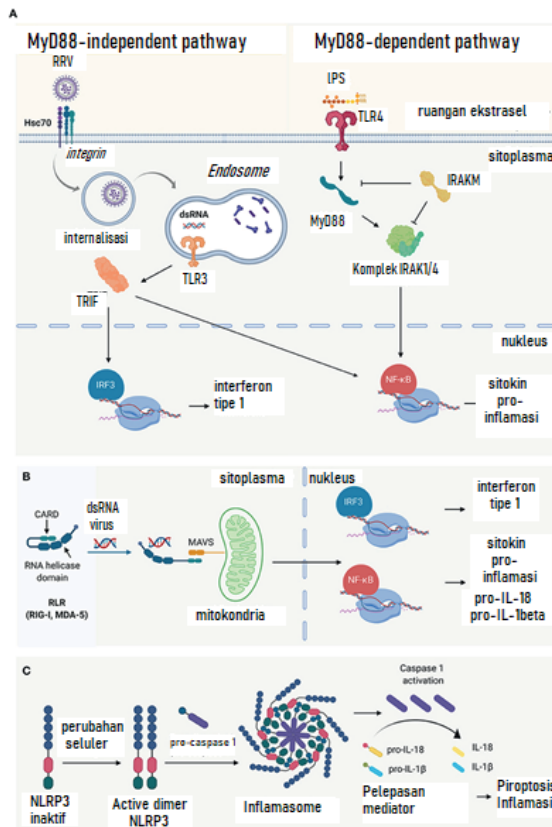 A
MyD88-independent pathway
MyD88-dependent pathway
RRV
Hsc70
integrin
internalisasi
Endosome
dsRNA
TLR3
TRIF
LPS
TLR4
ruangan ekstrasel
sitoplasma
IRAKM
MyD88
Komplek IRAK1/4
nukleus
IRF3
interferon
tipe 1
NF-κB
sitokin
pro-
inflamasi
B
CARD
RNA helicase
domain
RLR
(RIG-I, MDA-5)
dsRNA
virus
sitoplasma
MAVS
mitokondria
nukleus
IRF3
interferon
tipe 1
NF-κB
sitokin
pro-
inflamasi
pro-IL-18
pro-IL-1beta
C
NLRP3
inaktif
perubahan
seluler
Active dimer
NLRP3
pro-caspase 1
Inflamasome
Caspase 1
activation
pro-IL-18
IL-18
pro-IL-1β
IL-1β
Pelepasan
mediator
Piroptosis
Inflamasi